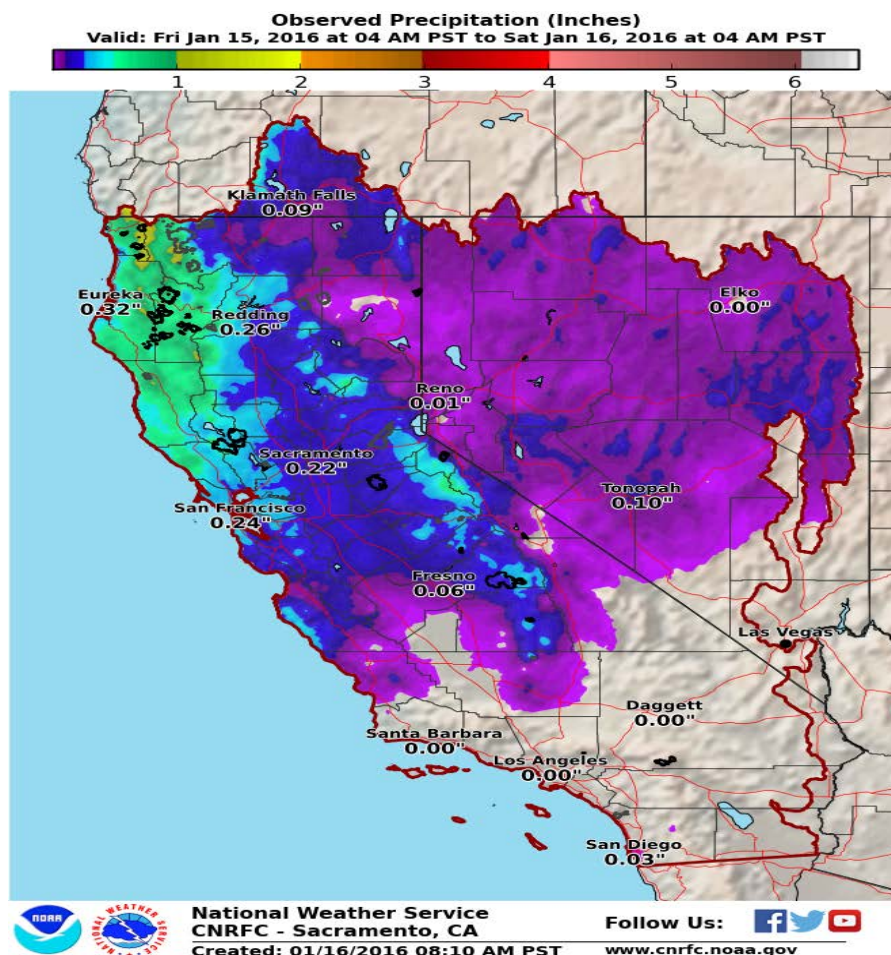 Observed Precipitation (Inches)
Valid: Fri Jan 15, 2016 at 04 AM PST to Sat Jan 16, 2016 at 04 AM PST
1 2 3 4 5 6
Klamath Falls
0.09"
Eureka
0.32"
Redding
0.26"
Elko
0.00"
Reno
0.01"
Sacramento
0.22"
Tonopah
0.10"
San Francisco
0.24"
Fresno
0.06"
Las Vegas
Daggett
0.00"
Santa Barbara
0.00"
Los Angeles
0.00"
San Diego
0.03"
NOAA
NATIONAL WEATHER SERVICE
National Weather Service
CNRFC - Sacramento, CA
Created: 01/16/2016 08:10 AM PST
Follow Us:
www.cnrfc.noaa.gov